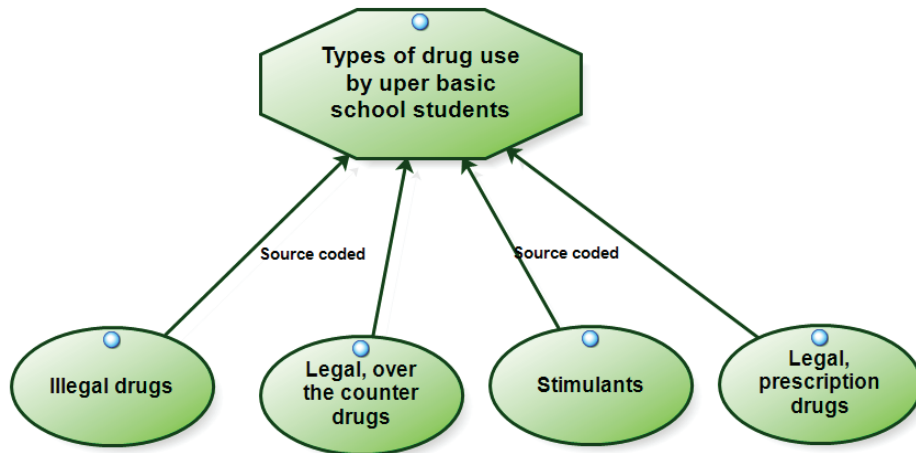 Types of drug use
by uper basic
school students
Source coded
Source coded
Illegal drugs
Legal, over
the counter
drugs
Stimulants
Legal,
prescription
drugs